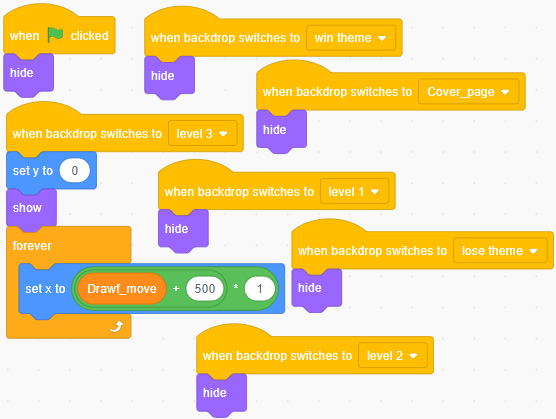 when clicked
hide
when backdrop switches to win theme
hide
when backdrop switches to Cover_page
hide
when backdrop switches to level 3
set y to 0
show
forever
set x to Drawf_move + 500 * 1
when backdrop switches to level 1
hide
when backdrop switches to lose theme
hide
when backdrop switches to level 2
hide